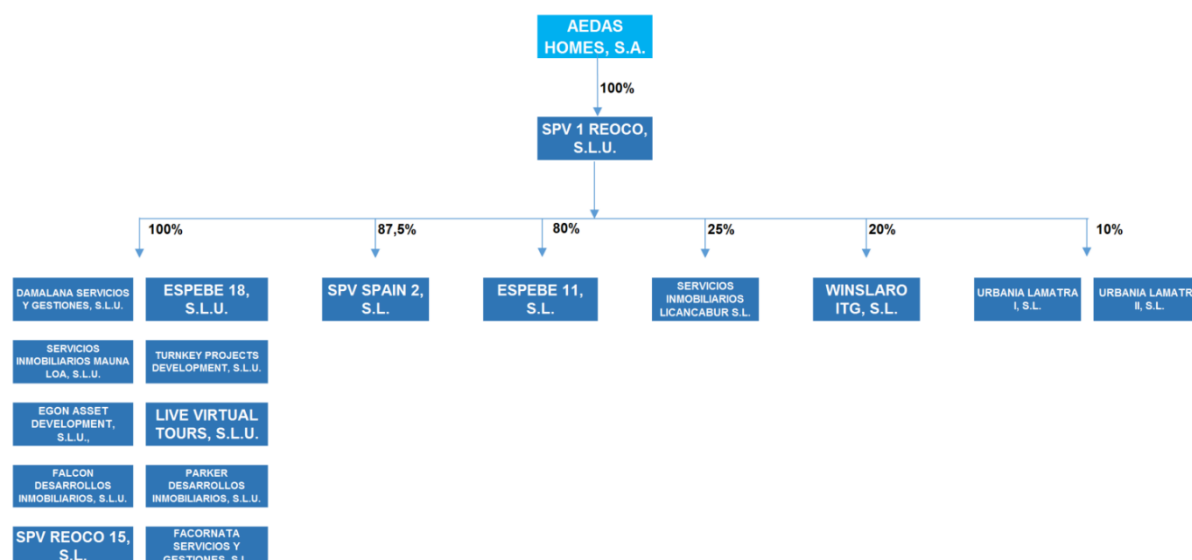 AEDAS
HOMES, S.A.
100%
SPV 1 REOCO,
S.L.U.
100%
87,5%
80%
25%
20%
10%
DAMALANA SERVICIOS
Y GESTIONES, S.L.U.
ESPEBE 18,
S.L.U.
SPV SPAIN 2,
S.L.
ESPEBE 11,
S.L.
SERVICIOS
INMOBILIARIOS
LICANCABUR S.L.
WINSLARO
ITG, S.L.
URBANIA LAMATRA
I, S.L.
URBANIA LAMATRA
II, S.L.
SERVICIOS
INMOBILIARIOS MAUNA
LOA, S.L.U.
TURNKEY PROJECTS
DEVELOPMENT, S.L.U.
EGON ASSET
DEVELOPMENT,
S.L.U.,
LIVE VIRTUAL
TOURS, S.L.U.
FALCON
DESARROLLOS
INMOBILIARIOS, S.L.U.
PARKER
DESARROLLOS
INMOBILIARIOS, S.L.U.
SPV REOCO 15,
S.L.
FACORNATA
SERVICIOS Y
GESTIONES, S.L.